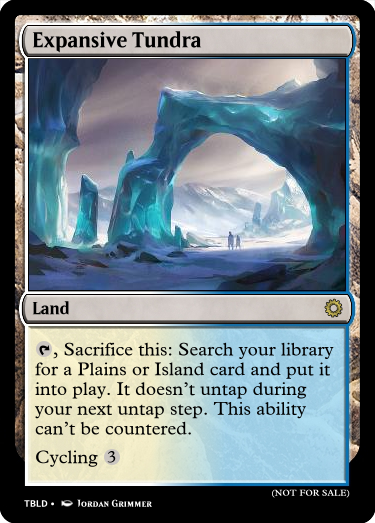 Expansive Tundra
Land
, Sacrifice this: Search your library
for a Plains or Island card and put it
into play. It doesn't untap during
your next untap step. This ability
can't be countered.
Cycling 3
(NOT FOR SALE)
TBLD • Jordan Grimmer